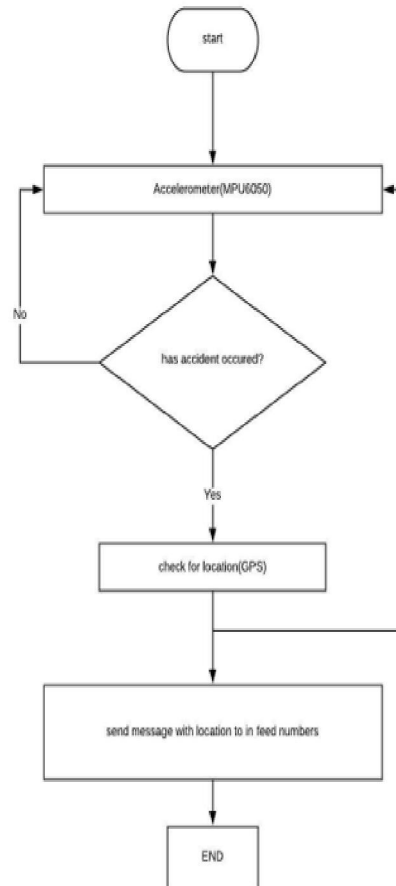 start
Accelerometer(MPU6050)
No
has accident occured?
Yes
check for location(GPS)
send message with location to in feed numbers
END